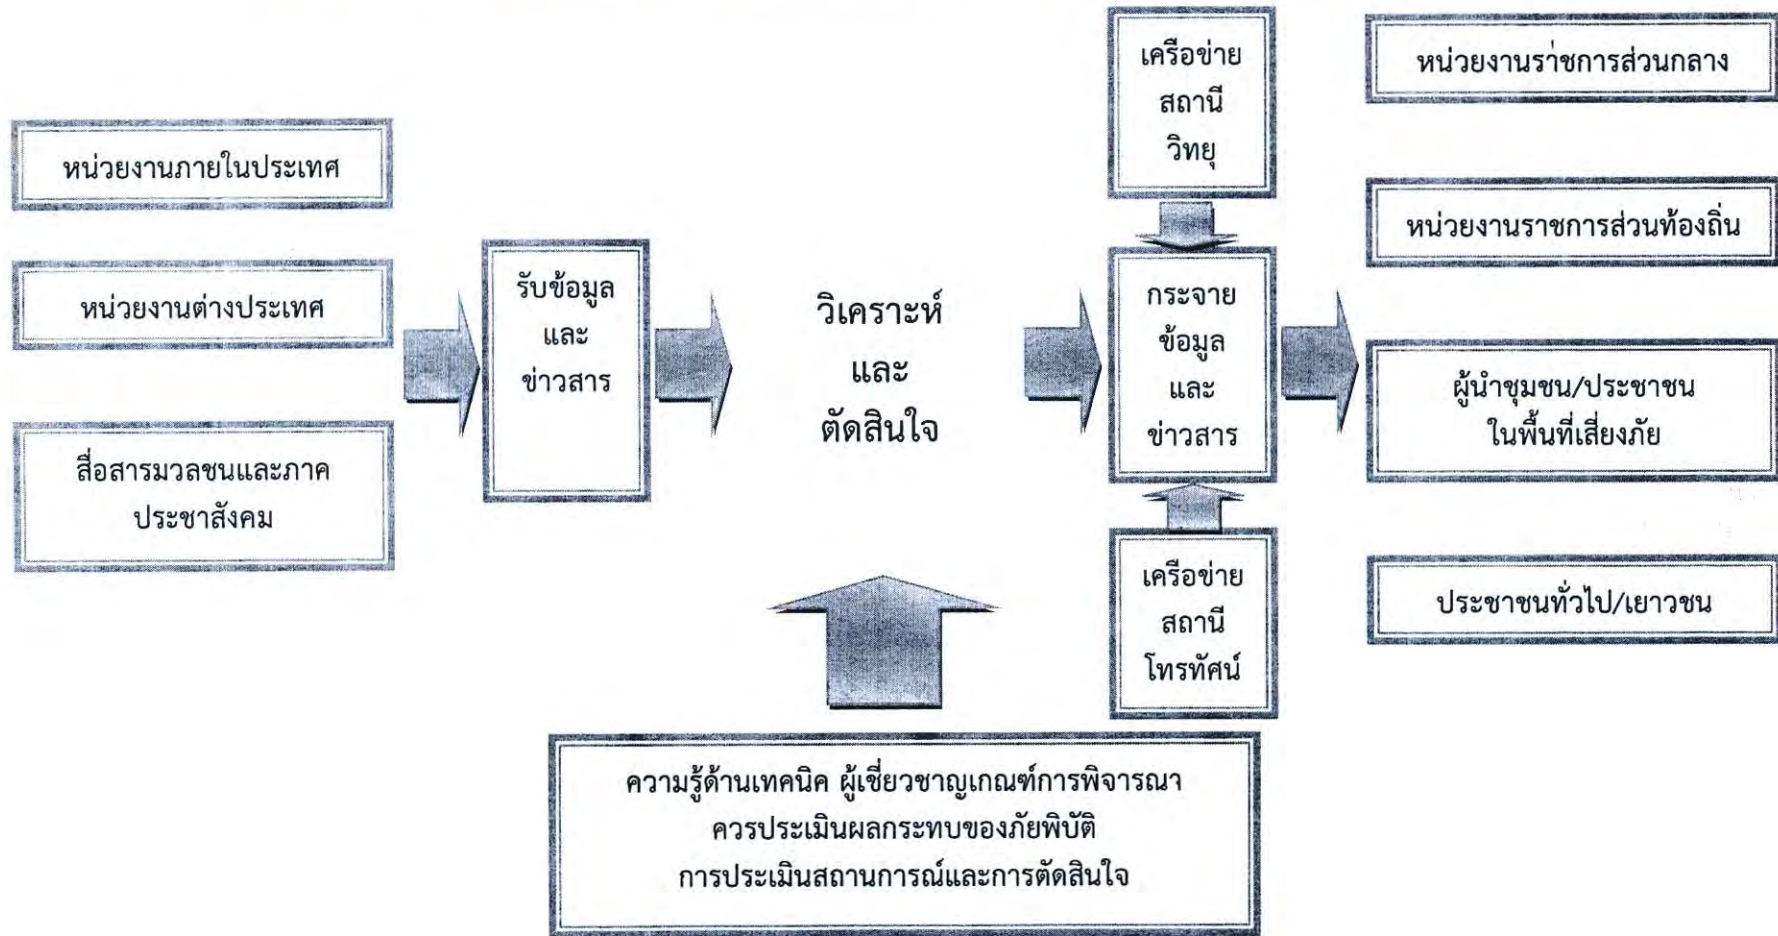 หน่วยงานภายในประเทศ
หน่วยงานต่างประเทศ
สื่อสารมวลชนและภาค
ประชาสังคม
รับข้อมูล
และ
ข่าวสาร
วิเคราะห์
และ
ตัดสินใจ
ความรู้ด้านเทคนิค ผู้เชี่ยวชาญเกณฑ์การพิจารณา
ควรประเมินผลกระทบของภัยพิบัติ
การประเมินสถานการณ์และการตัดสินใจ
เครือข่าย
สถานี
วิทยุ
กระจาย
ข้อมูล
และ
ข่าวสาร
เครือข่าย
สถานี
โทรทัศน์
หน่วยงานราชการส่วนกลาง
หน่วยงานราชการส่วนท้องถิ่น
ผู้นำชุมชน/ประชาชน
ในพื้นที่เสี่ยงภัย
ประชาชนทั่วไป/เยาวชน